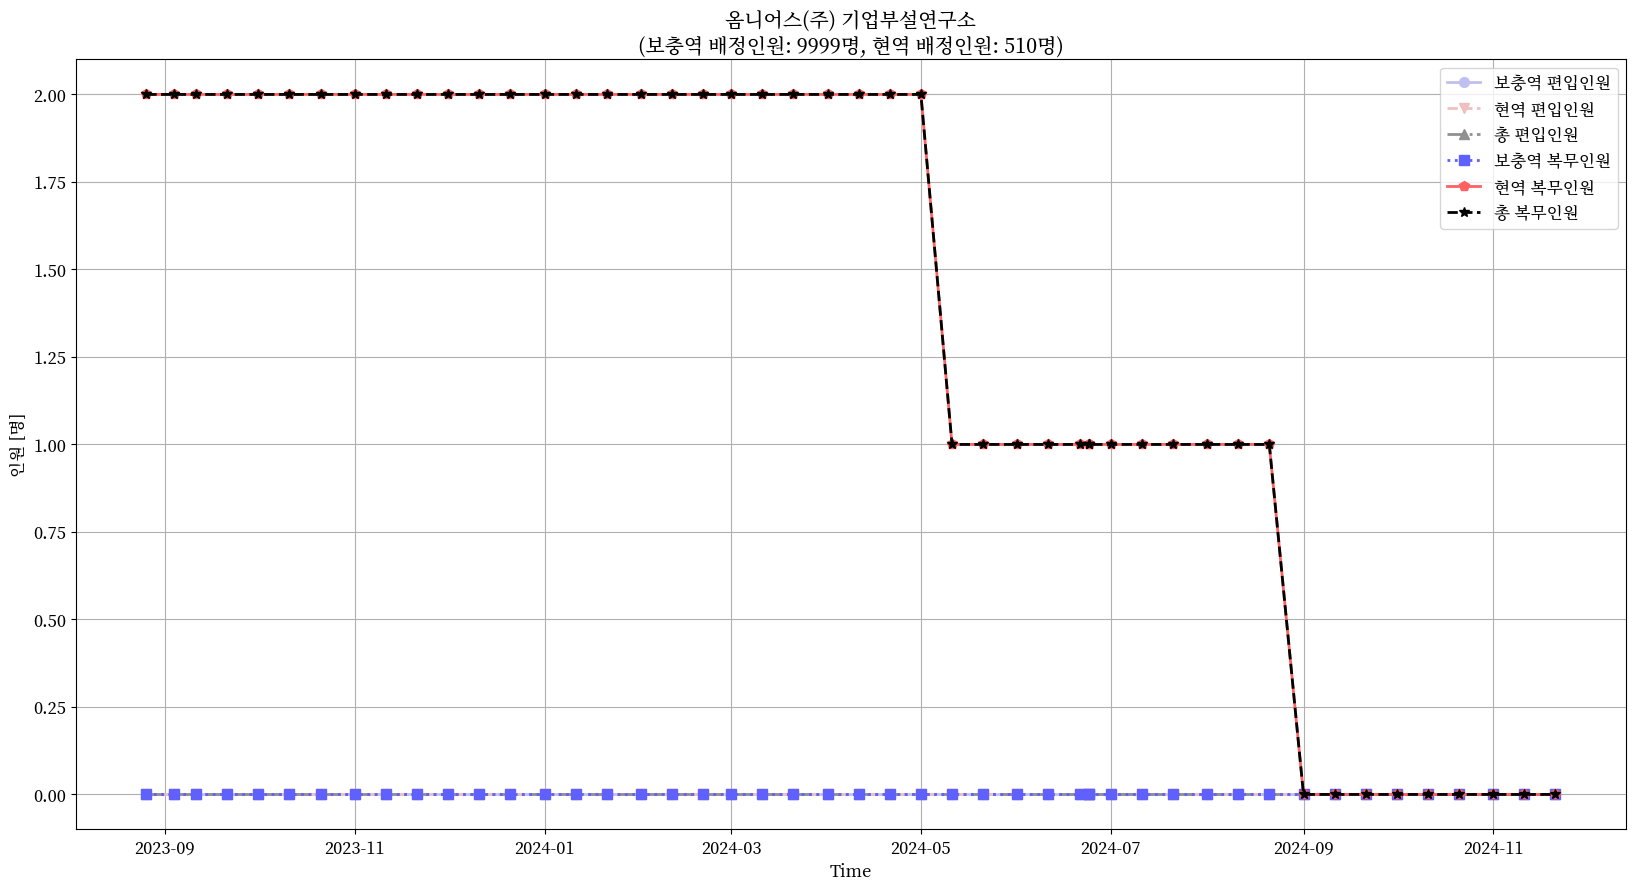 옴니어스(주) 기업부설연구소
(보충역 배정인원: 9999명, 현역 배정인원: 510명)
보충역 편입인원
현역 편입인원
총 편입인원
보충역 복무인원
현역 복무인원
총 복무인원
인원 [명]
2.00
1.75
1.50
1.25
1.00
0.75
0.50
0.25
0.00
2023-09
2023-11
2024-01
2024-03
2024-05
2024-07
2024-09
2024-11
Time